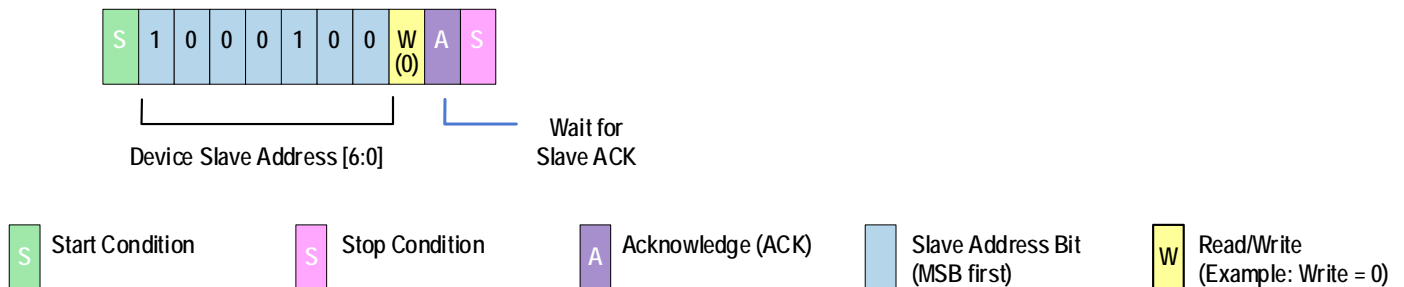 S 1 0 0 0 1 0 0 W A S
(0)
Wait for
Device Slave Address [6:0] Slave ACK
S Start Condition S Stop Condition A Acknowledge (ACK) Slave Address Bit W Read/Write
(MSB first) (Example: Write = 0)